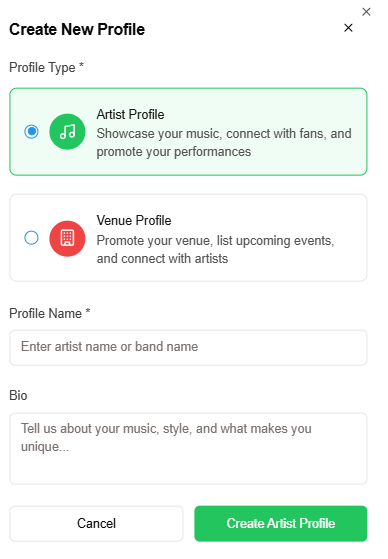 Create New Profile
Profile Type *
Artist Profile
Showcase your music, connect with fans, and
promote your performances
Venue Profile
Promote your venue, list upcoming events,
and connect with artists
Profile Name *
Enter artist name or band name
Bio
Tell us about your music, style, and what makes you
unique...
Cancel
Create Artist Profile